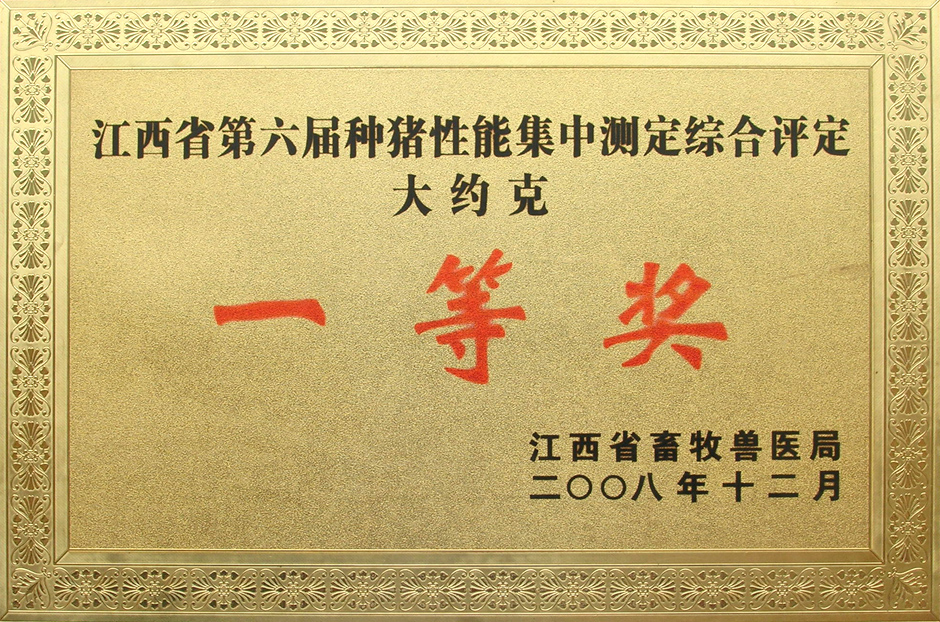 江西省第六届种猪性能集中测定综合评定
大约克
一等奖
江西省畜牧兽医局
二〇〇八年十二月